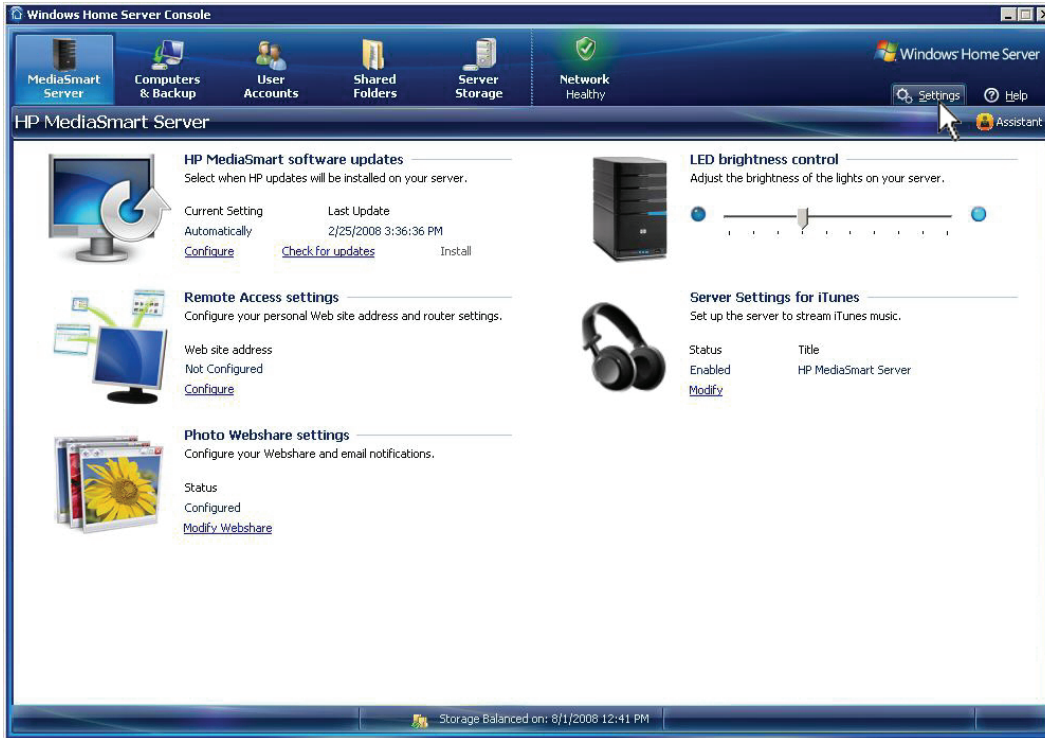 Windows Home Server Console
MediaSmart Server
Computers & Backup
User Accounts
Shared Folders
Server Storage
Network
Healthy
Windows Home Server
Settings
Help
HP MediaSmart Server
Assistant
HP MediaSmart software updates
Select when HP updates will be installed on your server.
Current Setting Last Update
Automatically 2/25/2008 3:36:36 PM
Configure Check for updates Install
LED brightness control
Adjust the brightness of the lights on your server.
Remote Access settings
Configure your personal Web site address and router settings.
Web site address
Not Configured
Configure
Server Settings for iTunes
Set up the server to stream iTunes music.
Status Title
Enabled HP MediaSmart Server
Modify
Photo Webshare settings
Configure your Webshare and email notifications.
Status
Configured
Modify Webshare
Storage Balanced on: 8/1/2008 12:41 PM